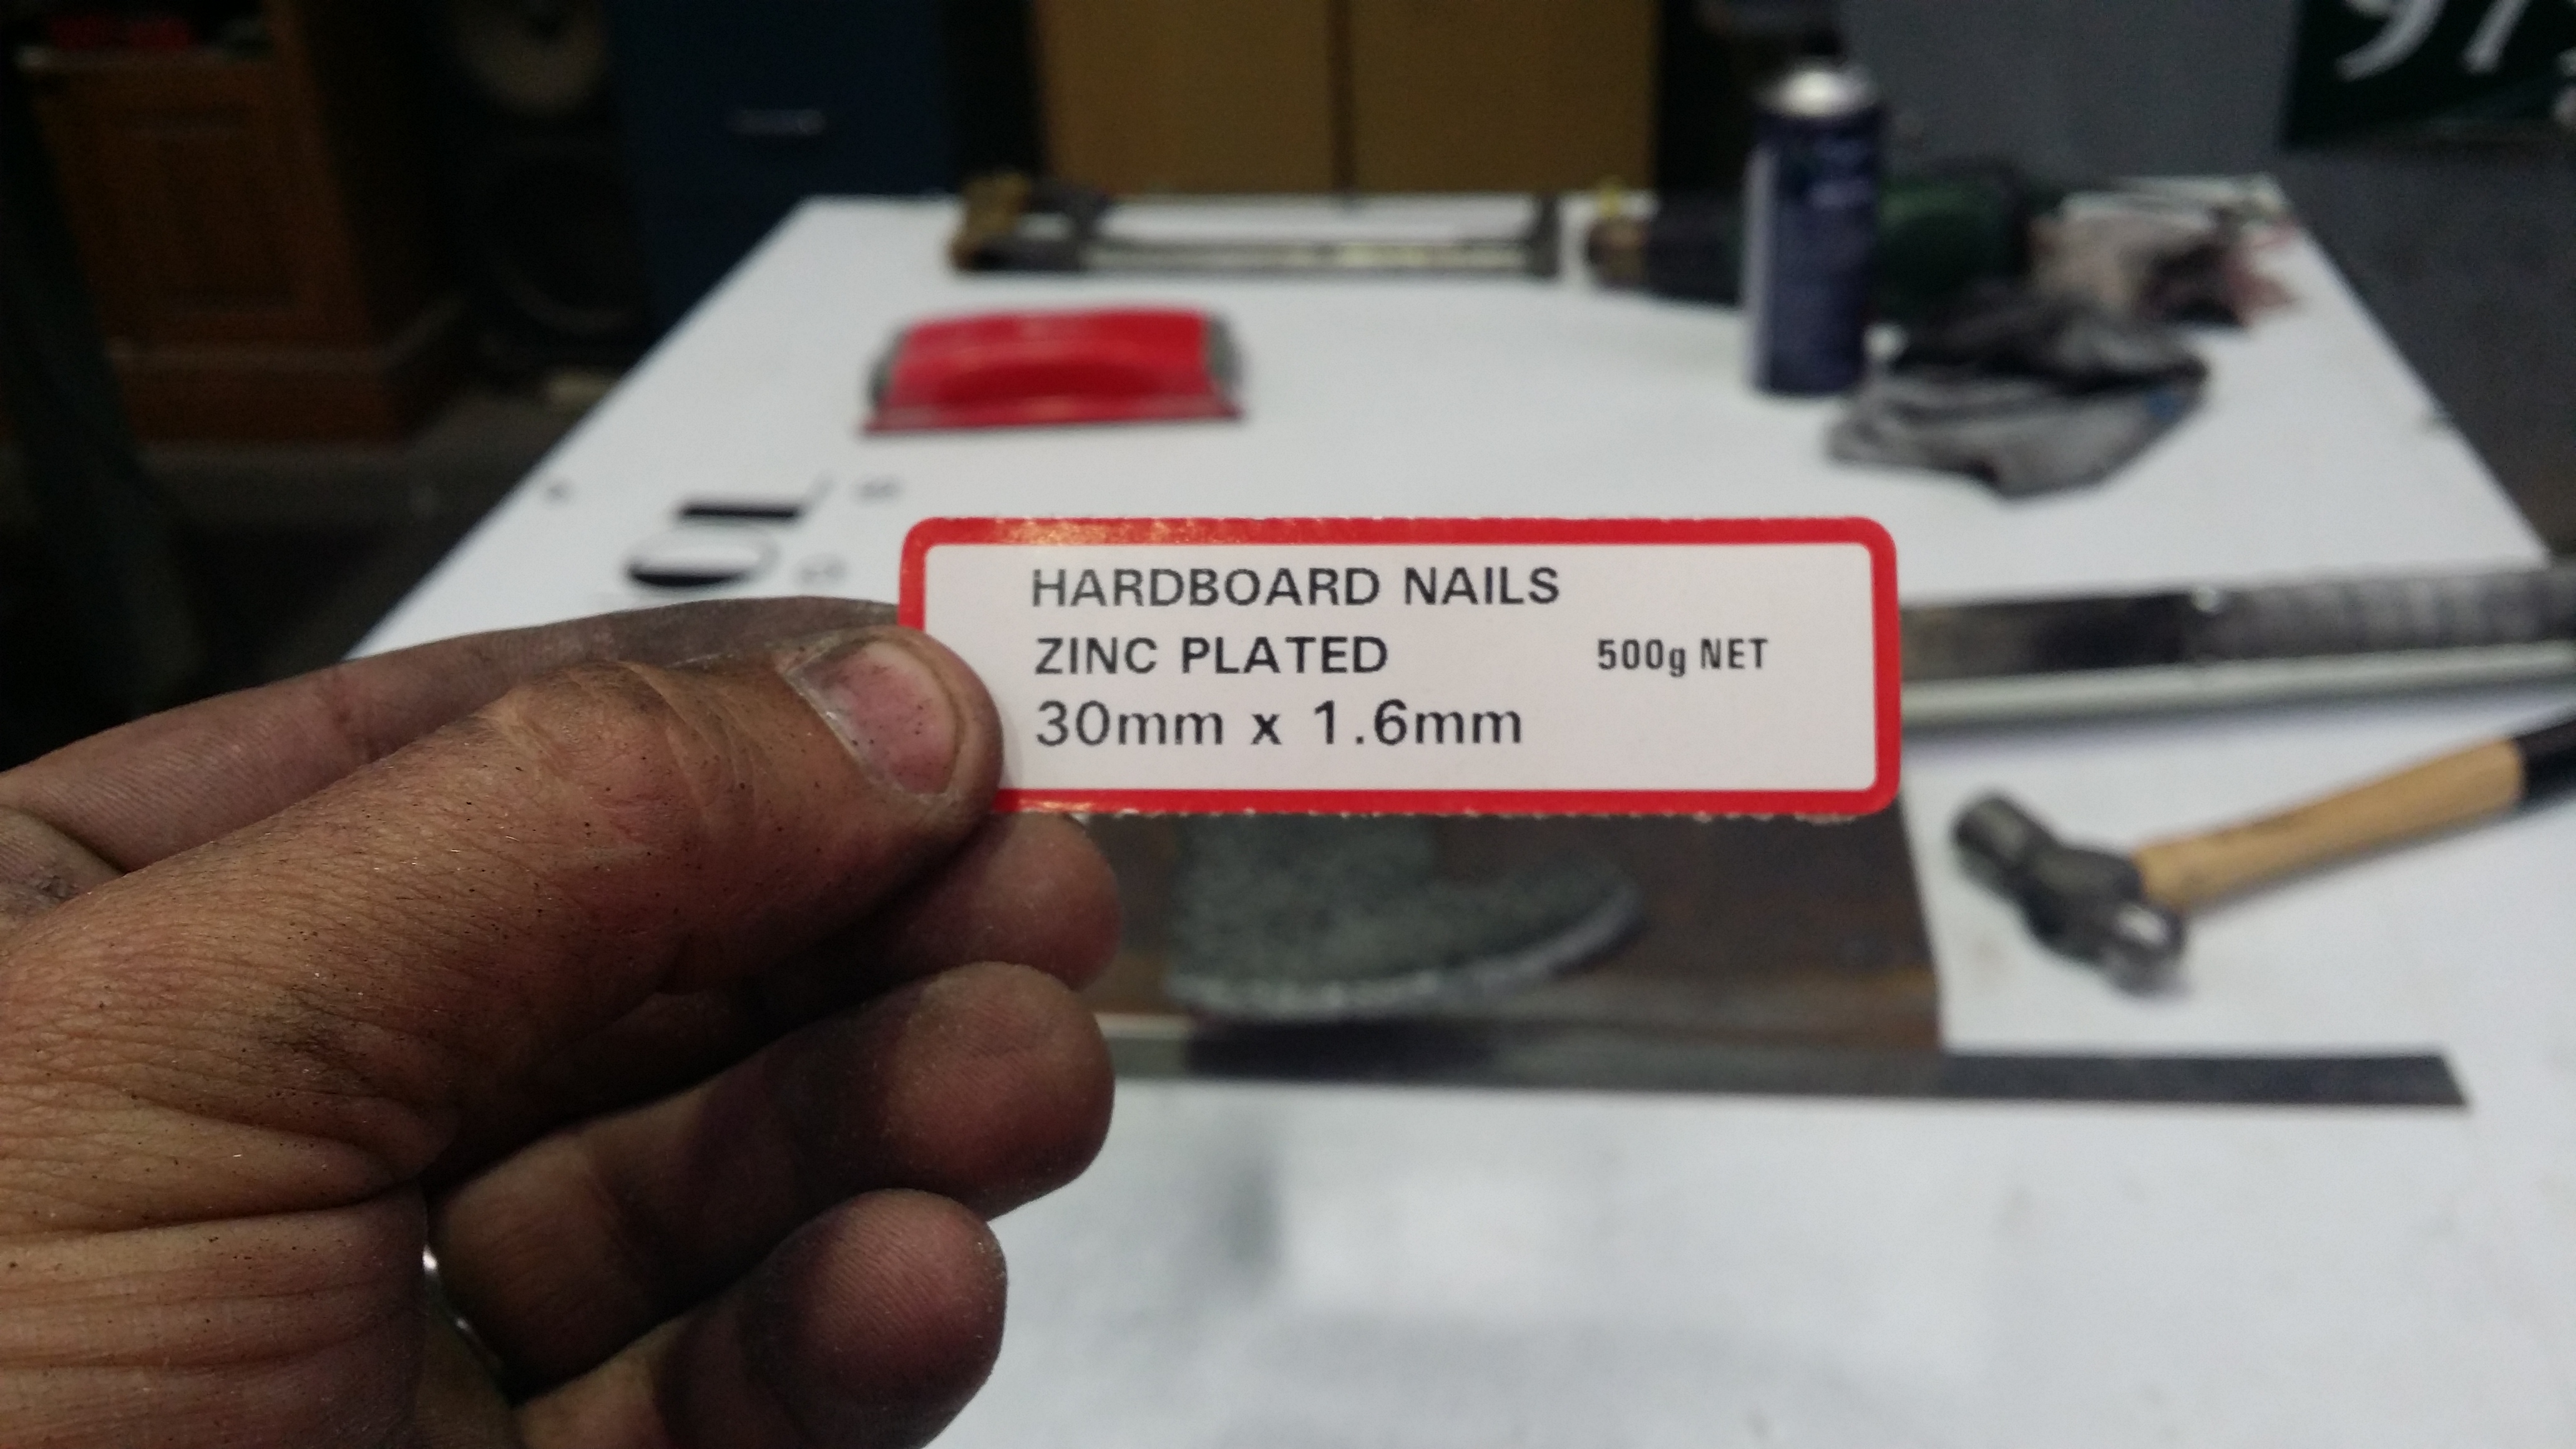 HARDBOARD NAILS
ZINC PLATED 500g NET
30mm x 1.6mm